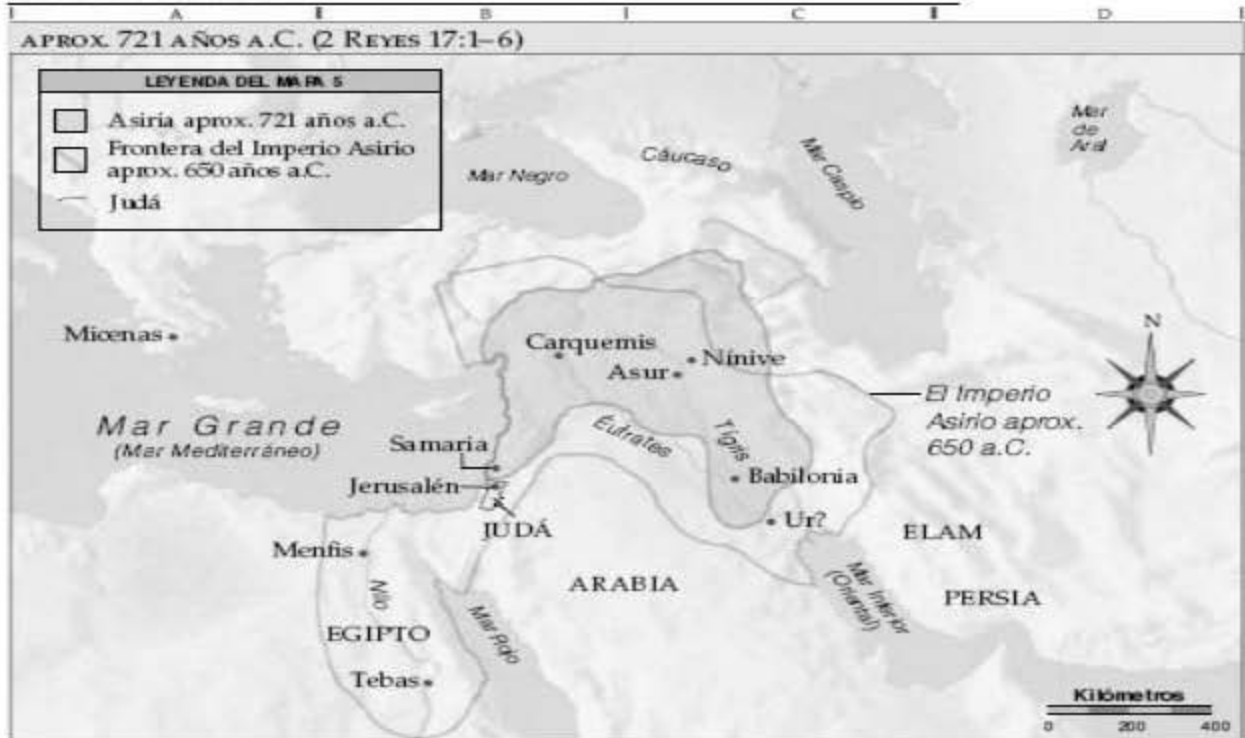 A B C D
APROX. 721 AÑOS A.C. (2 REYES 17:1–6)
LEYENDA DEL MAPA 5
Asiria aprox. 721 años a.C.
Frontera del Imperio Asirio
aprox. 650 años a.C.
Judá
Mar
de
Aral
Cáucaso
Mar Negro
Mar Caspio
Micenas
Carquemis
Nínive
Asur
N
El Imperio
Asirio aprox.
650 a.C.
Mar Grande
(Mar Mediterráneo)
Eufrates
Tigris
Samaria
Babilonia
Jerusalén
Ur?
JUDÁ
ELAM
Menfis
ARABIA
Mar Inferior
(Oriental)
PERSIA
Nilo
EGIPTO
Mar Rojo
Tebas
Kilómetros
0 200 400